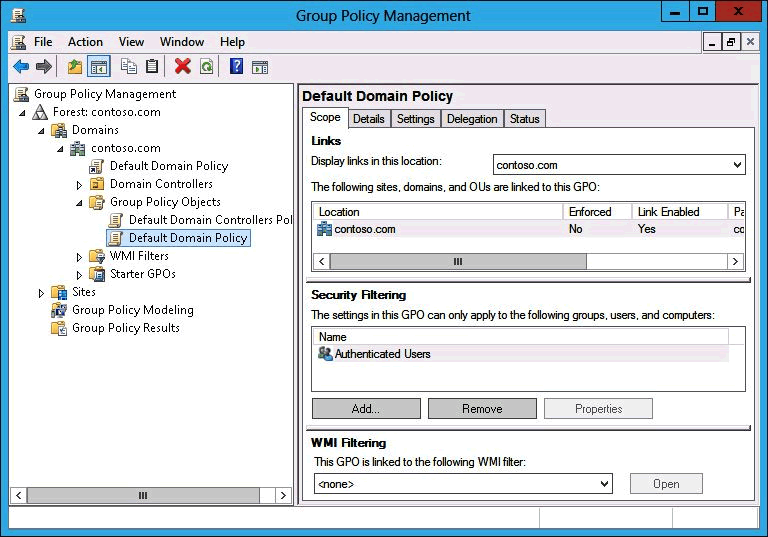 Group Policy Management
File Action View Window Help
Group Policy Management
Forest: contoso.com
Domains
contoso.com
Default Domain Policy
Domain Controllers
Group Policy Objects
Default Domain Controllers Pol
Default Domain Policy
WMI Filters
Starter GPOs
Sites
Group Policy Modeling
Group Policy Results
Default Domain Policy
Scope Details Settings Delegation Status
Links
Display links in this location: contoso.com
The following sites, domains, and OUs are linked to this GPO:
Location Enforced Link Enabled Pa
contoso.com No Yes co
Security Filtering
The settings in this GPO can only apply to the following groups, users, and computers:
Name
Authenticated Users
Add... Remove Properties
WMI Filtering
This GPO is linked to the following WMI filter:
<none> Open